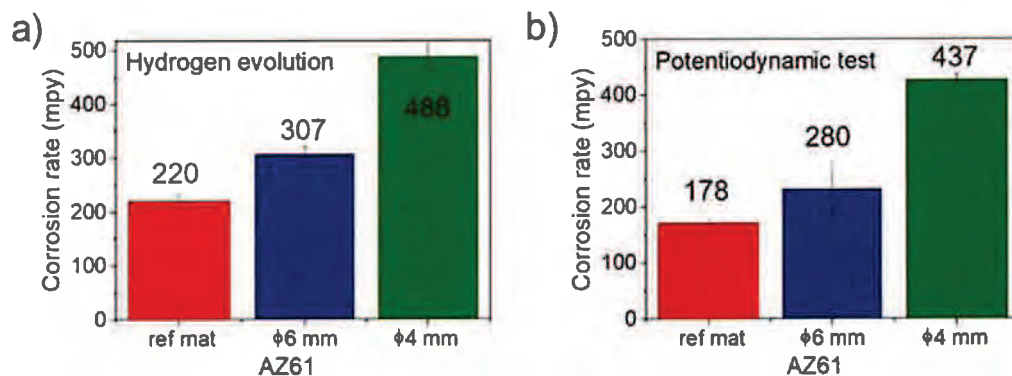 a)
Hydrogen evolution
Corrosion rate (mpy)
500
400
300
200
100
0
220
307
488
ref mat
ϕ6 mm
ϕ4 mm
AZ61
b)
Potentiodynamic test
Corrosion rate (mpy)
500
400
300
200
100
0
178
280
437
ref mat
ϕ6 mm
ϕ4 mm
AZ61